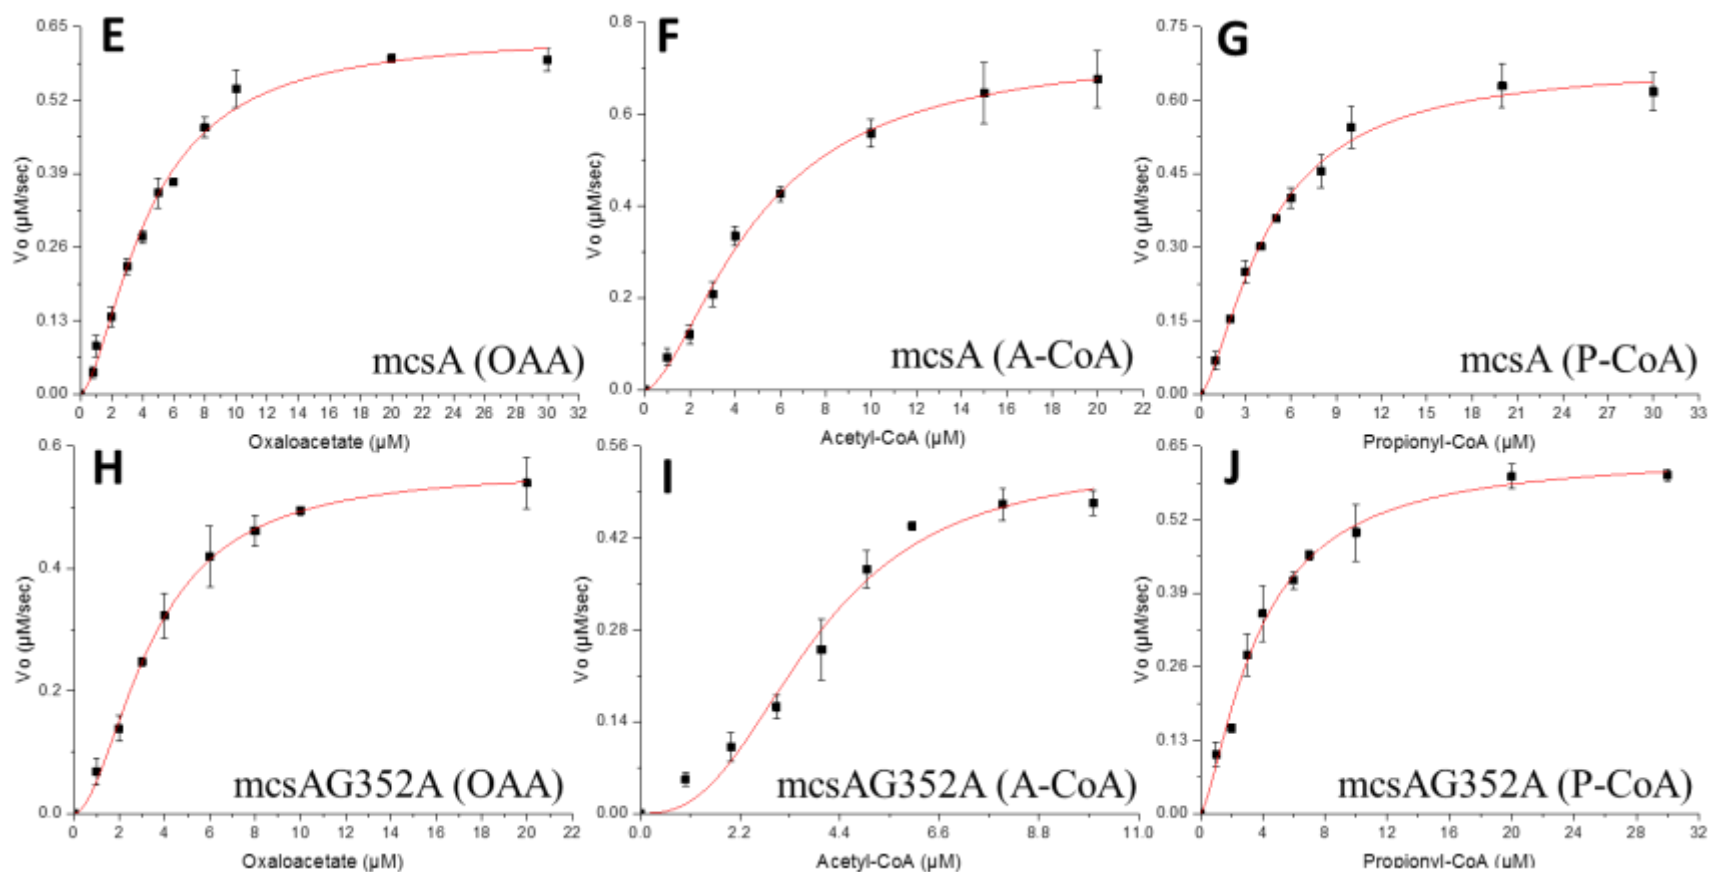 E
0.65
0.52
0.39
0.26
0.13
0.00
Vo (µM/sec)
mcsA (OAA)
0 2 4 6 8 10 12 14 16 18 20 22 24 26 28 30 32
Oxaloacetate (µM)
F
0.8
0.6
0.4
0.2
0.0
Vo (µM/sec)
mcsA (A-CoA)
0 2 4 6 8 10 12 14 16 18 20 22
Acetyl-CoA (µM)
G
0.75
0.60
0.45
0.30
0.15
0.00
Vo (µM/sec)
mcsA (P-CoA)
0 3 6 9 12 15 18 21 24 27 30 33
Propionyl-CoA (µM)
H
0.6
0.4
0.2
0.0
Vo (µM/sec)
mcsAG352A (OAA)
0 2 4 6 8 10 12 14 16 18 20 22
Oxaloacetate (µM)
I
0.56
0.42
0.28
0.14
0.00
Vo (µM/sec)
mcsAG352A (A-CoA)
0.0 2.2 4.4 6.6 8.8 11.0
Acetyl-CoA (µM)
J
0.65
0.52
0.39
0.26
0.13
0.00
Vo (µM/sec)
mcsAG352A (P-CoA)
0 4 8 12 16 20 24 28 32
Propionyl-CoA (µM)